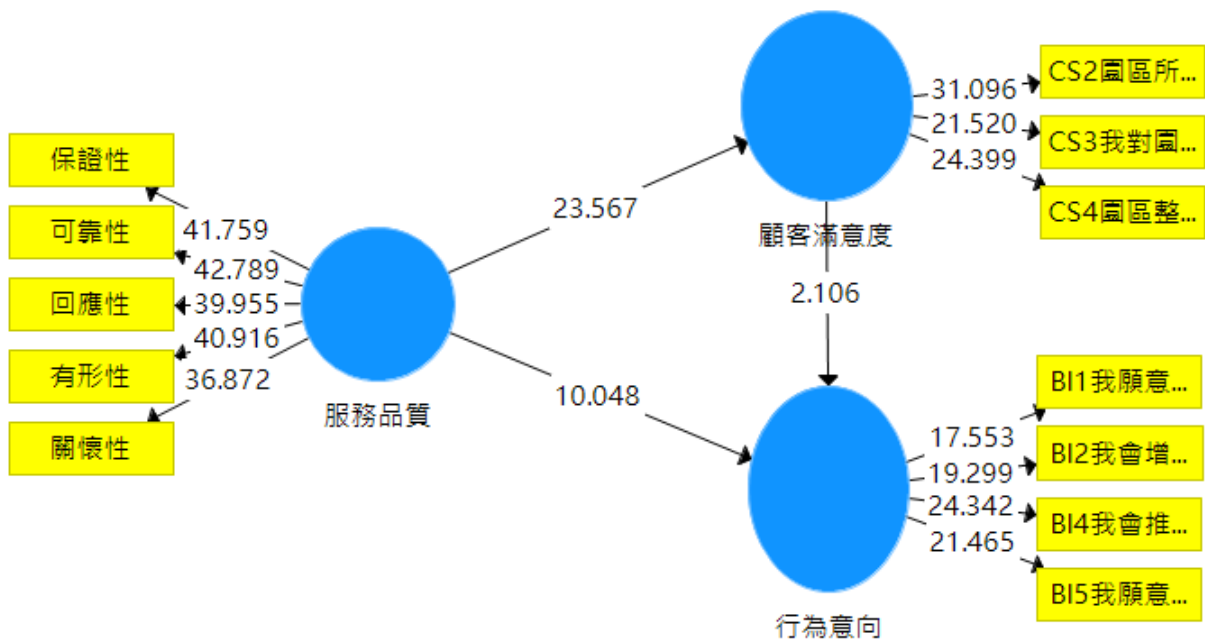 保證性
可靠性
回應性
有形性
關懷性
41.759
42.789
39.955
40.916
36.872
服務品質
23.567
10.048
顧客滿意度
2.106
行為意向
31.096
21.520
24.399
CS2園區所...
CS3我對園...
CS4園區整...
17.553
19.299
24.342
21.465
BI1我願意...
BI2我會增...
BI4我會推...
BI5我願意...